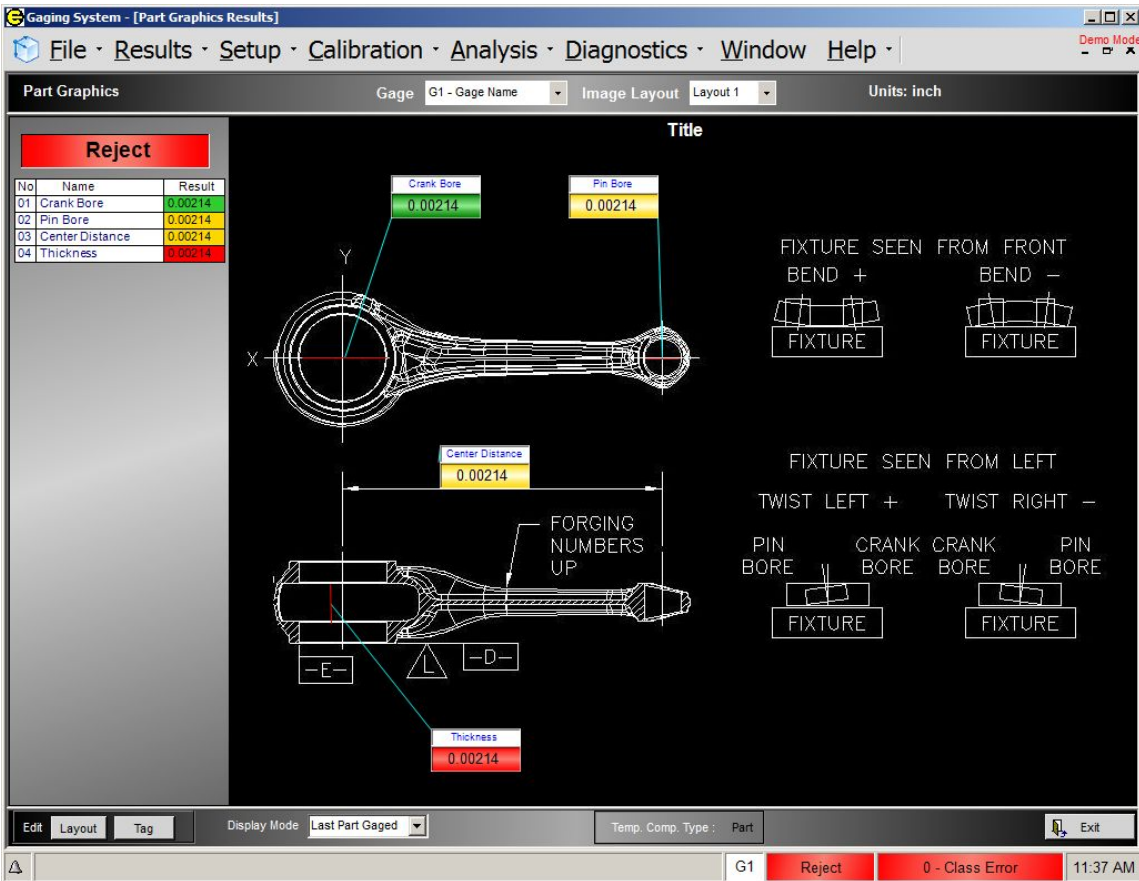 Gaging System - [Part Graphics Results]
File Results Setup Calibration Analysis Diagnostics Window Help
Demo Mode
Part Graphics
Gage G1 - Gage Name
Image Layout Layout 1
Units: inch
Reject
No Name Result
01 Crank Bore 0.00214
02 Pin Bore 0.00214
03 Center Distance 0.00214
04 Thickness 0.00214
Title
Crank Bore
0.00214
Pin Bore
0.00214
Y
X
FIXTURE SEEN FROM FRONT
BEND + BEND -
FIXTURE FIXTURE
Center Distance
0.00214
FORGING
NUMBERS
UP
-E-
L
-D-
Thickness
0.00214
FIXTURE SEEN FROM LEFT
TWIST LEFT + TWIST RIGHT -
PIN CRANK CRANK PIN
BORE BORE BORE BORE
FIXTURE FIXTURE
Edit Layout Tag
Display Mode Last Part Gaged
Temp. Comp. Type : Part
Exit
G1 Reject 0 - Class Error 11:37 AM